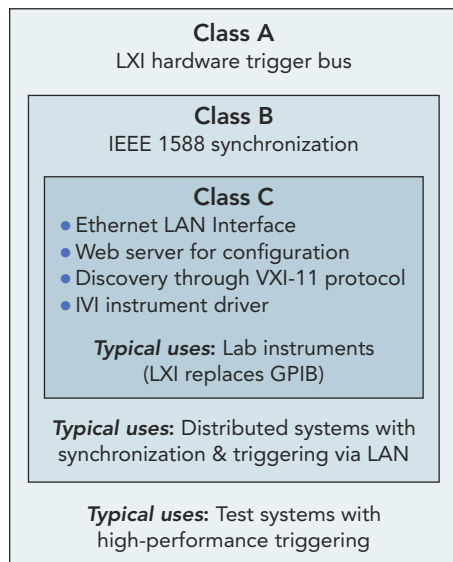 Class A
LXI hardware trigger bus
Class B
IEEE 1588 synchronization
Class C
• Ethernet LAN Interface
• Web server for configuration
• Discovery through VXI-11 protocol
• IVI instrument driver
Typical uses: Lab instruments
(LXI replaces GPIB)
Typical uses: Distributed systems with
synchronization & triggering via LAN
Typical uses: Test systems with
high-performance triggering